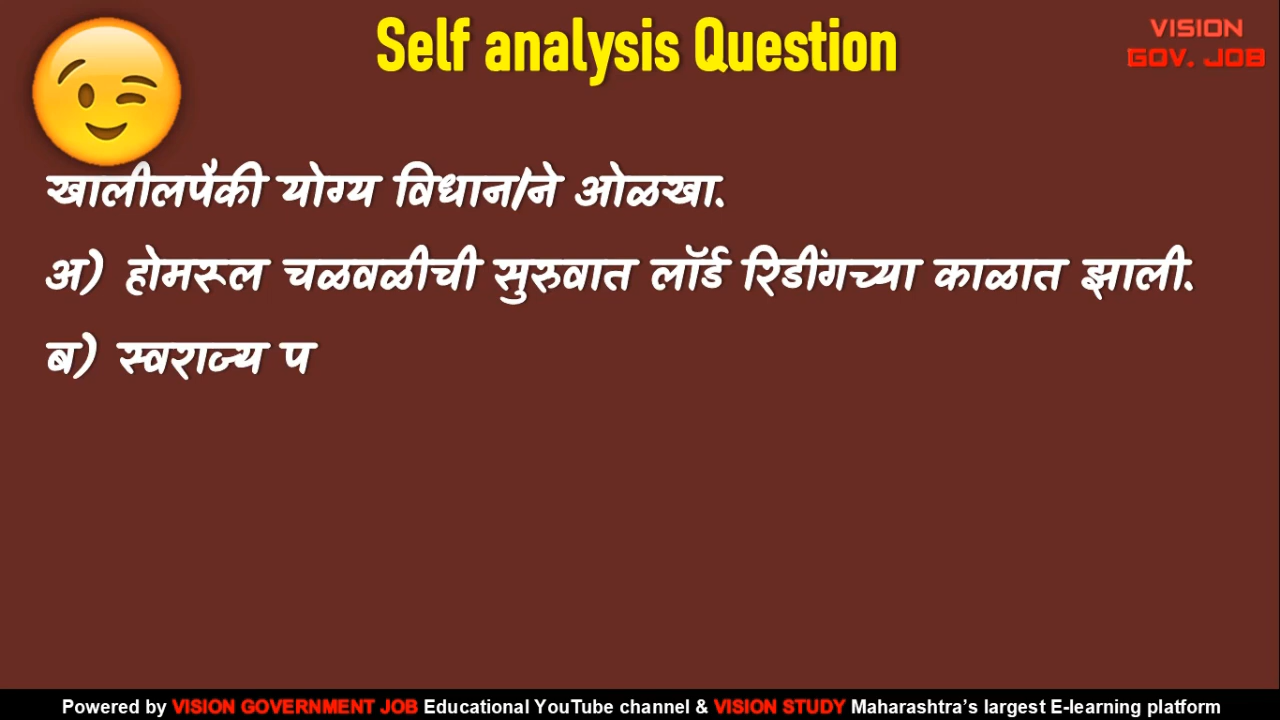 Self analysis Question
VISION
GOV. JOB
खालीलपैकी योग्य विधान/ने ओळखा.
अ) होमरूल चळवळीची सुरुवात लॉर्ड रिडींगच्या काळात झाली.
ब) स्वराज्य प
Powered by VISION GOVERNMENT JOB Educational YouTube channel & VISION STUDY Maharashtra's largest E-learning platform